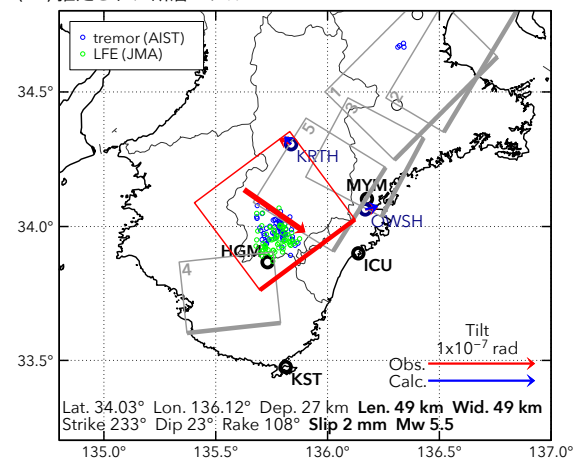 tremor (AIST)
LFE (JMA)
34.5
34.0
33.5
135.0
135.5
136.0
136.5
137.0
1
2
3
5
4
KRTH
MYM
OWSH
HGM
ICU
KST
Tilt
1x10⁻⁷ rad
Obs.
Calc.
Lat. 34.03° Lon. 136.12° Dep. 27 km Len. 49 km Wid. 49 km
Strike 233° Dip 23° Rake 108° Slip 2 mm Mw 5.5